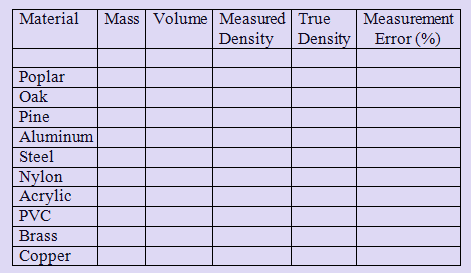 Material Mass Volume Measured True Measurement
Density Density Error (%)
Poplar
Oak
Pine
Aluminum
Steel
Nylon
Acrylic
PVC
Brass
Copper